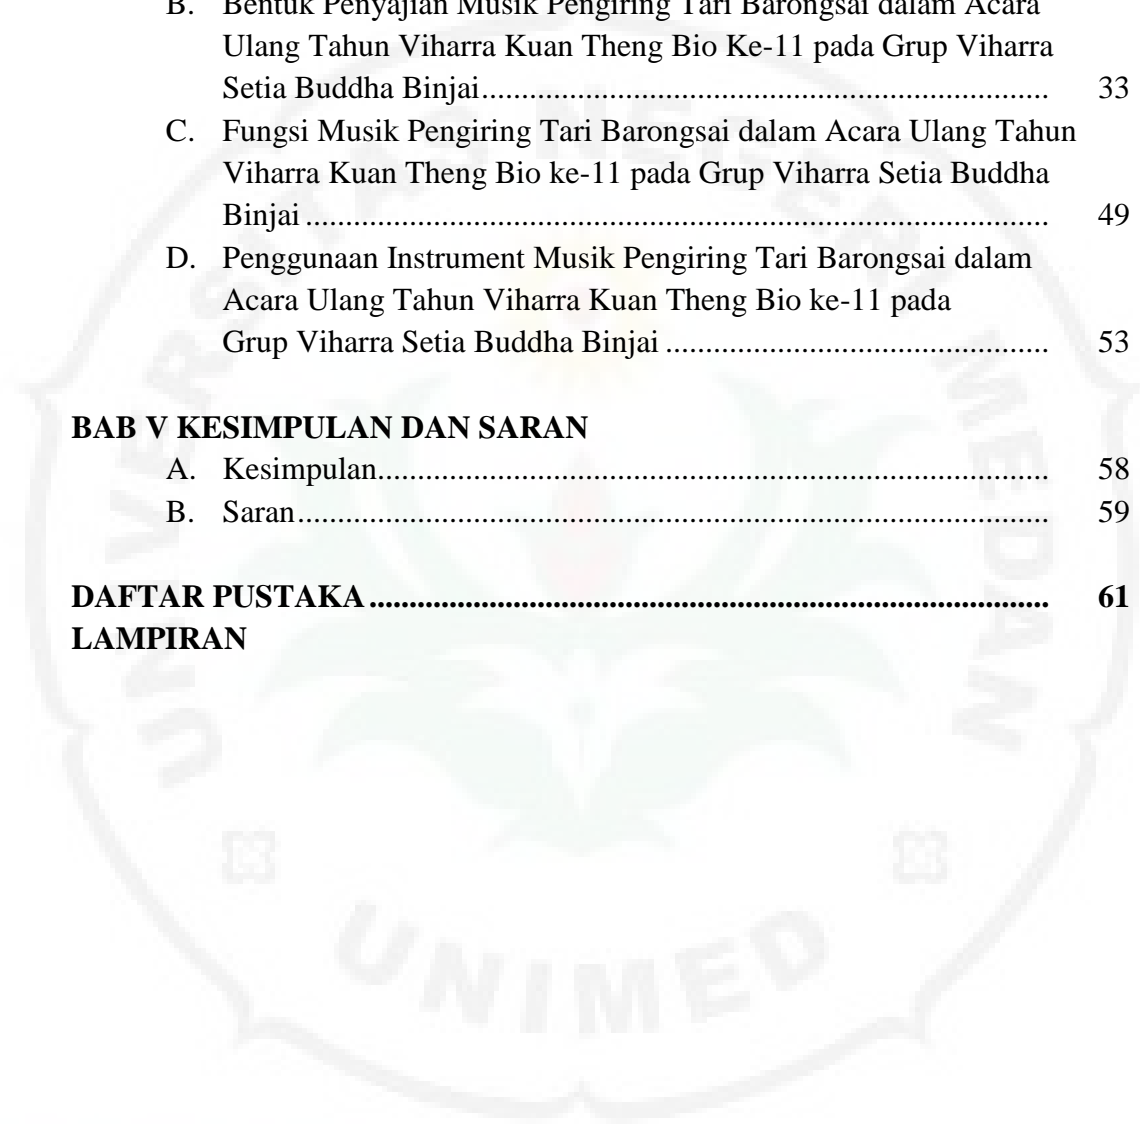 B. Bentuk Penyajian Musik Pengiring Tari Barongsai dalam Acara
Ulang Tahun Viharra Kuan Theng Bio Ke-11 pada Grup Viharra
Setia Buddha Binjai....................................................................... 33
C. Fungsi Musik Pengiring Tari Barongsai dalam Acara Ulang Tahun
Viharra Kuan Theng Bio ke-11 pada Grup Viharra Setia Buddha
Binjai ............................................................................................. 49
D. Penggunaan Instrument Musik Pengiring Tari Barongsai dalam
Acara Ulang Tahun Viharra Kuan Theng Bio ke-11 pada
Grup Viharra Setia Buddha Binjai ................................................ 53
BAB V KESIMPULAN DAN SARAN
A. Kesimpulan.................................................................................... 58
B. Saran.............................................................................................. 59
DAFTAR PUSTAKA ..................................................................................... 61
LAMPIRAN
UNIVERSITAS NEGERI MEDAN
UNIMED